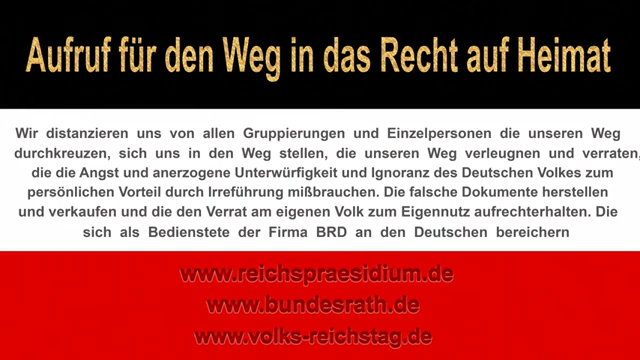 Aufruf für den Weg in das Recht auf Heimat
Wir distanzieren uns von allen Gruppierungen und Einzelpersonen die unseren Weg
durchkreuzen, sich uns in den Weg stellen, die unseren Weg verleugnen und verraten,
die die Angst und anerzogene Unterwürfigkeit und Ignoranz des Deutschen Volkes zum
persönlichen Vorteil durch Irreführung mißbrauchen. Die falsche Dokumente herstellen
und verkaufen und die den Verrat am eigenen Volk zum Eigennutz aufrechterhalten. Die
sich als Bedienstete der Firma BRD an den Deutschen bereichern
www.reichspraesidium.de
www.bundesrath.de
www.volks-reichstag.de